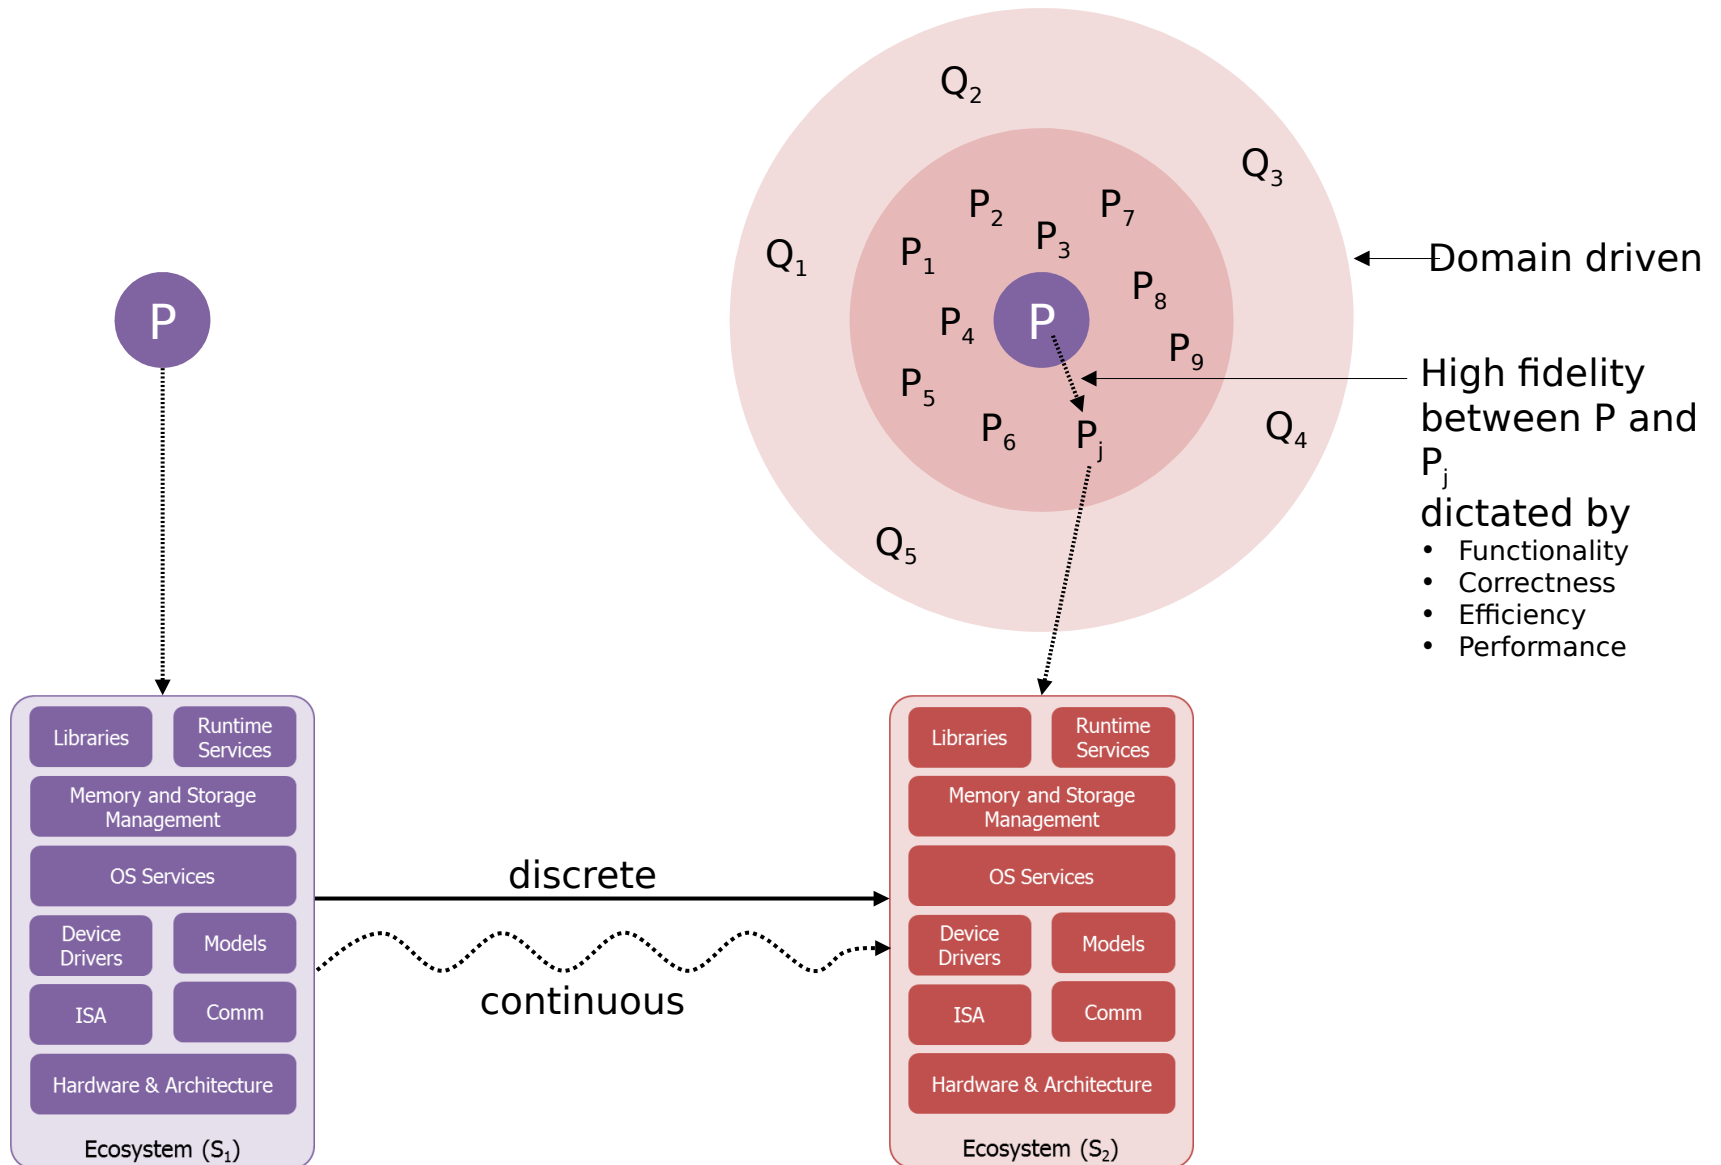 Q₂
Q₃
P₂
P₇
P₃
P₁
Q₁
Domain driven
P₈
P
P
P₄
P₉
High fidelity
between P and
Pⱼ
dictated by
• Functionality
• Correctness
• Efficiency
• Performance
P₅
P₆
Pⱼ
Q₄
Q₅
Libraries
Runtime
Services
Memory and Storage
Management
OS Services
Device
Drivers
Models
ISA
Comm
Hardware & Architecture
Ecosystem (S₁)
discrete
continuous
Libraries
Runtime
Services
Memory and Storage
Management
OS Services
Device
Drivers
Models
ISA
Comm
Hardware & Architecture
Ecosystem (S₂)